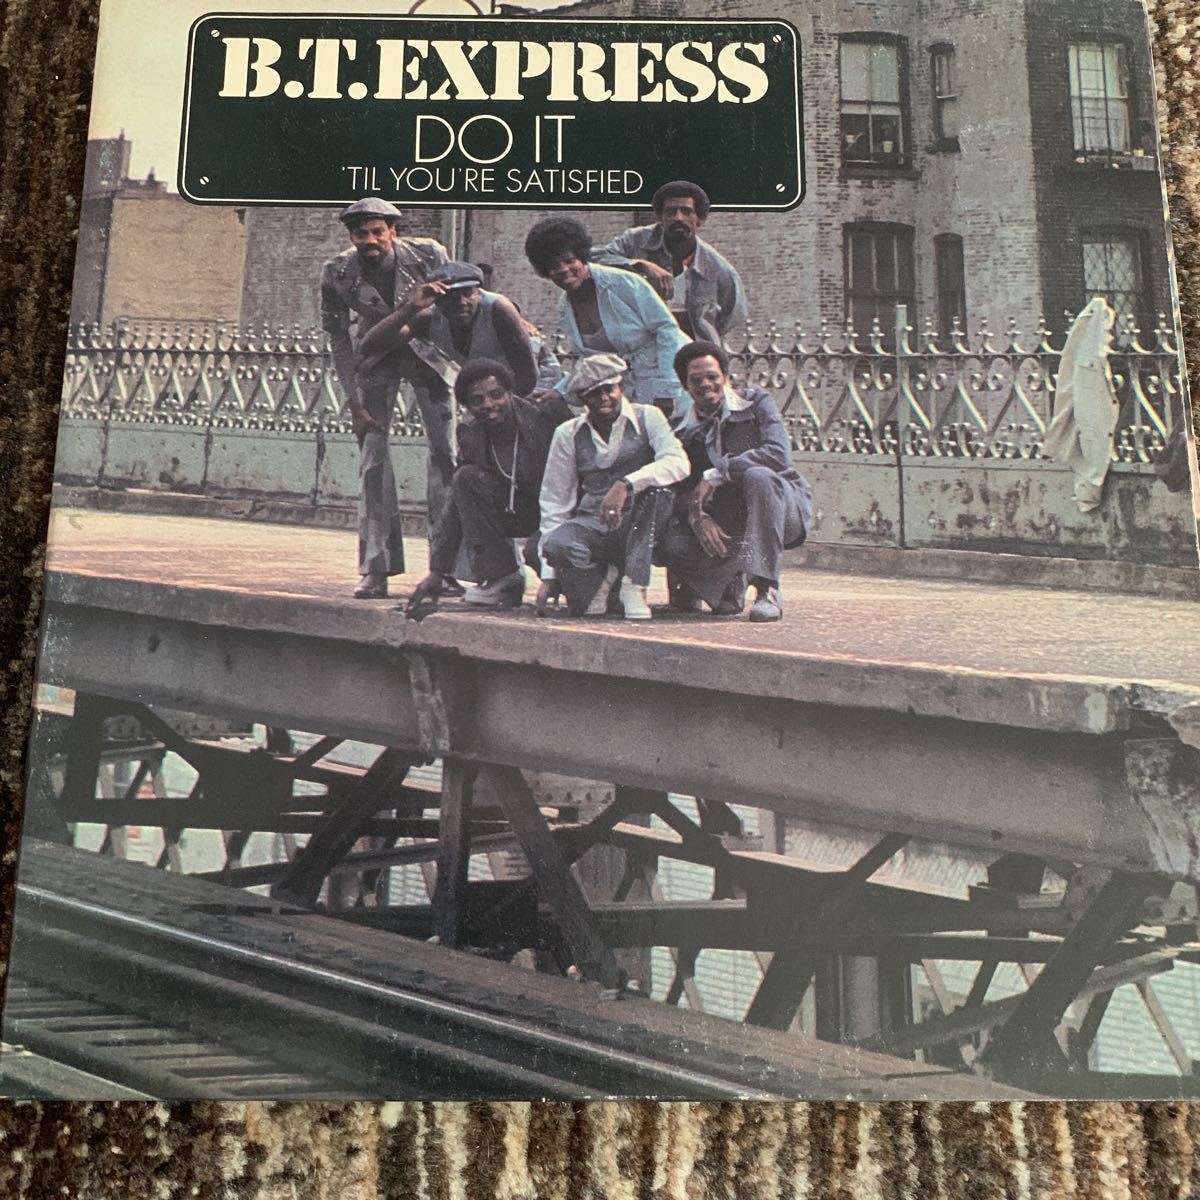 B.T.EXPRESS
DO IT
'TIL YOU'RE SATISFIED